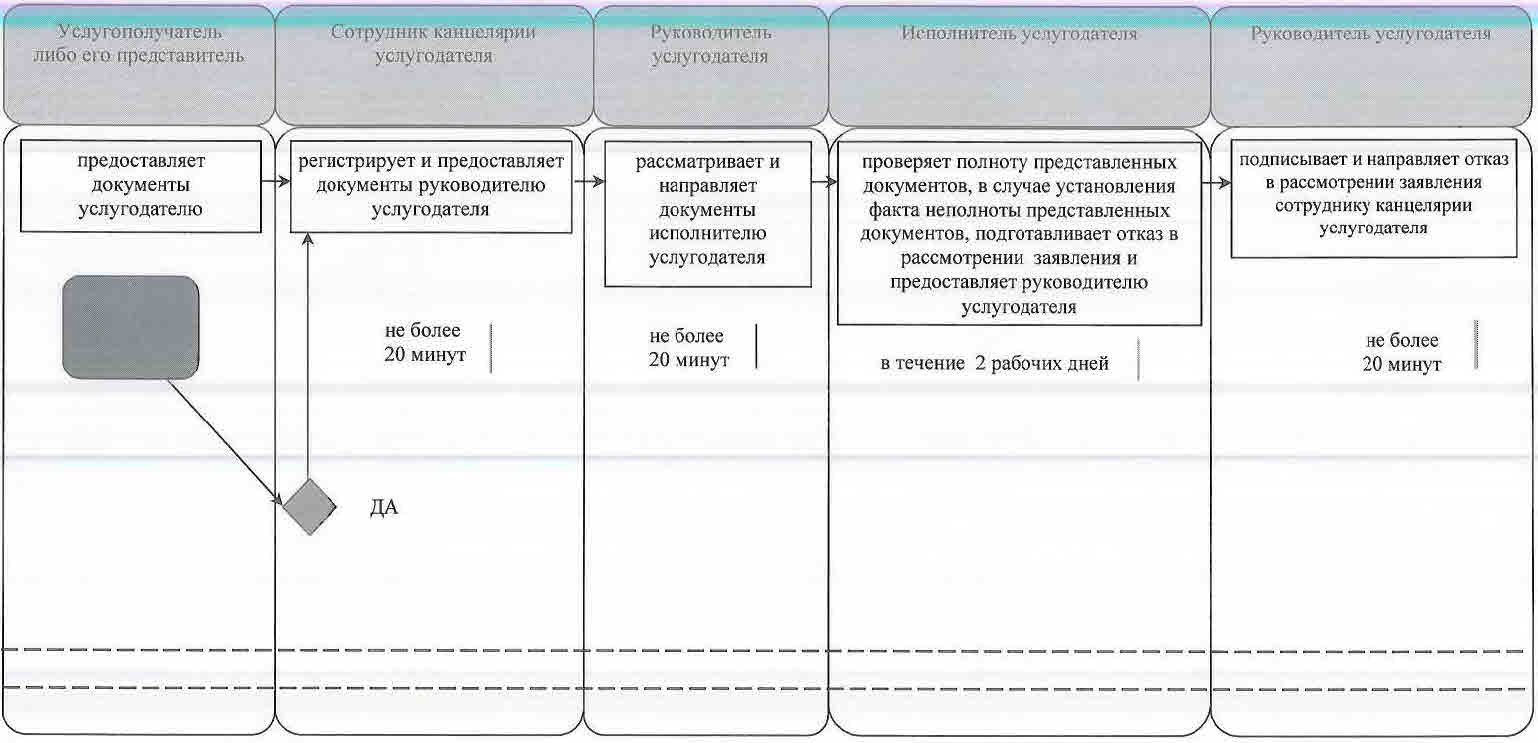 Услугополучатель
либо его представитель
Сотрудник канцелярии
услугодателя
Руководитель
услугодателя
Исполнитель услугодателя
Руководитель услугодателя
предоставляет
документы
услугодателю
регистрирует и предоставляет
документы руководителю
услугодателя
рассматривает и
направляет
документы
исполнителю
услугодателя
проверяет полноту представленных
документов, в случае установления
факта неполноты представленных
документов, подготавливает отказ в
рассмотрении заявления и
предоставляет руководителю
услугодателя
подписывает и направляет отказ
в рассмотрении заявления
сотруднику канцелярии
услугодателя
не более
20 минут
не более
20 минут
в течение 2 рабочих дней
не более
20 минут
ДА